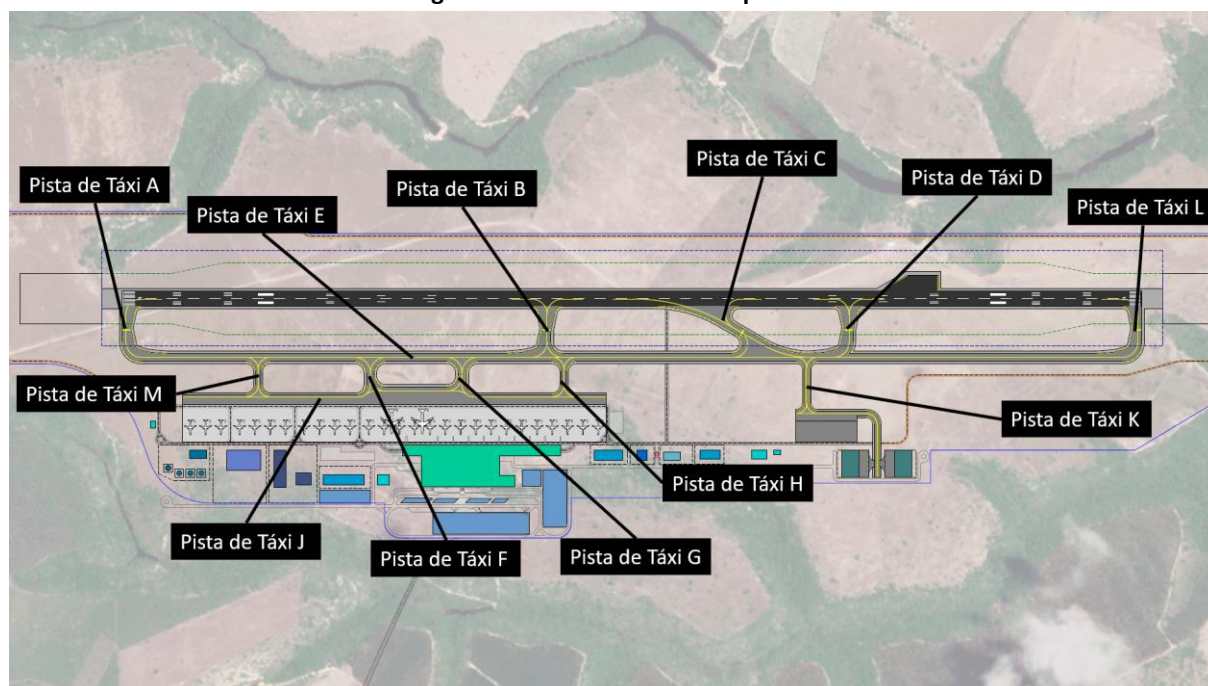 Pista de Táxi C
Pista de Táxi A
Pista de Táxi B
Pista de Táxi D
Pista de Táxi E
Pista de Táxi L
Pista de Táxi M
Pista de Táxi K
Pista de Táxi H
Pista de Táxi J
Pista de Táxi F
Pista de Táxi G